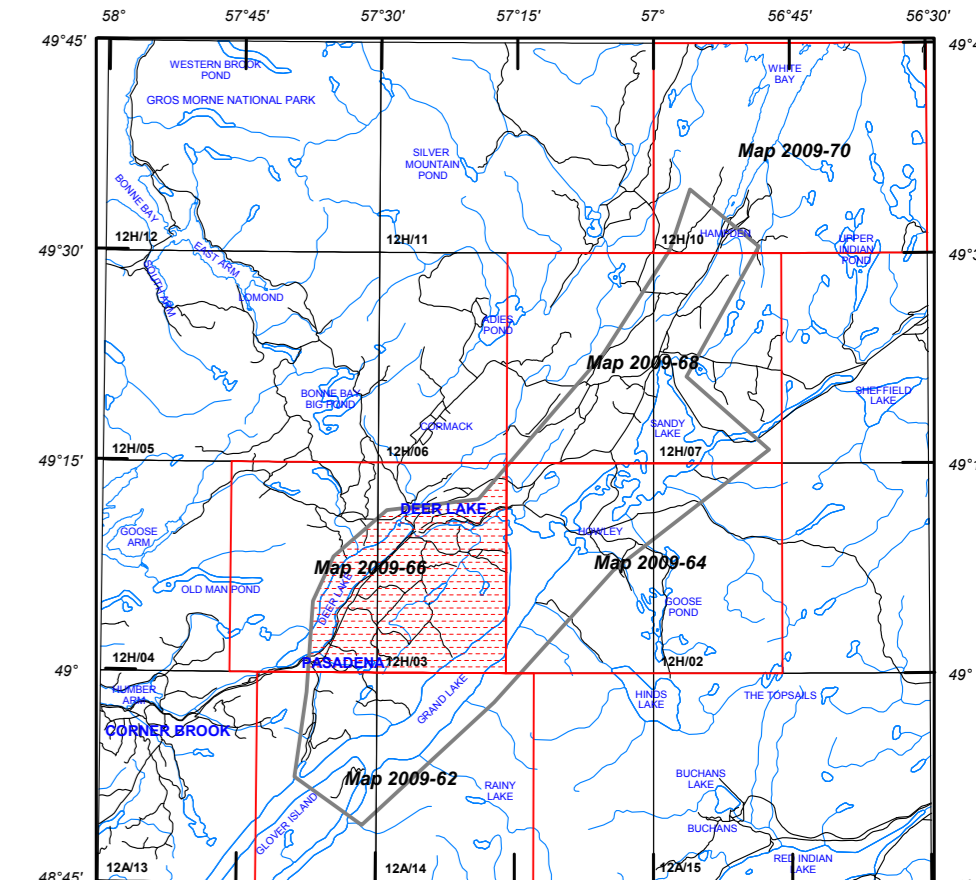 58° 57°45' 57°30' 57°15' 57° 56°45' 56°30'
49°45'
WESTERN BROOK
POND
GROS MORNE NATIONAL PARK
WHITE
BAY
SILVER
MOUNTAIN
POND
Map 2009-70
BONNE BAY
12H/12
EAST ARM
SOUTH ARM
12H/11
HAMPDEN
12H/10
UPPER
INDIAN
POND
49°30'
LOMOND
ADIES
POND
Map 2009-68
BONNE BAY
BIG POND
SHEFFIELD
LAKE
CORMACK
SANDY
LAKE
12H/05
12H/06
12H/07
49°15'
DEER LAKE
GOOSE
ARM
HOWLEY
Map 2009-66
Map 2009-64
OLD MAN POND
DEER LAKE
GOOSE
POND
12H/04
PASADENA
12H/03
12H/02
49°
49°
HUMBER
ARM
GRAND LAKE
HINDS
LAKE
THE TOPSAILS
CORNER BROOK
Map 2009-62
RAINY
LAKE
BUCHANS
LAKE
GLOVER ISLAND
BUCHANS
RED INDIAN
LAKE
12A/13
12A/14
12A/15
48°45'